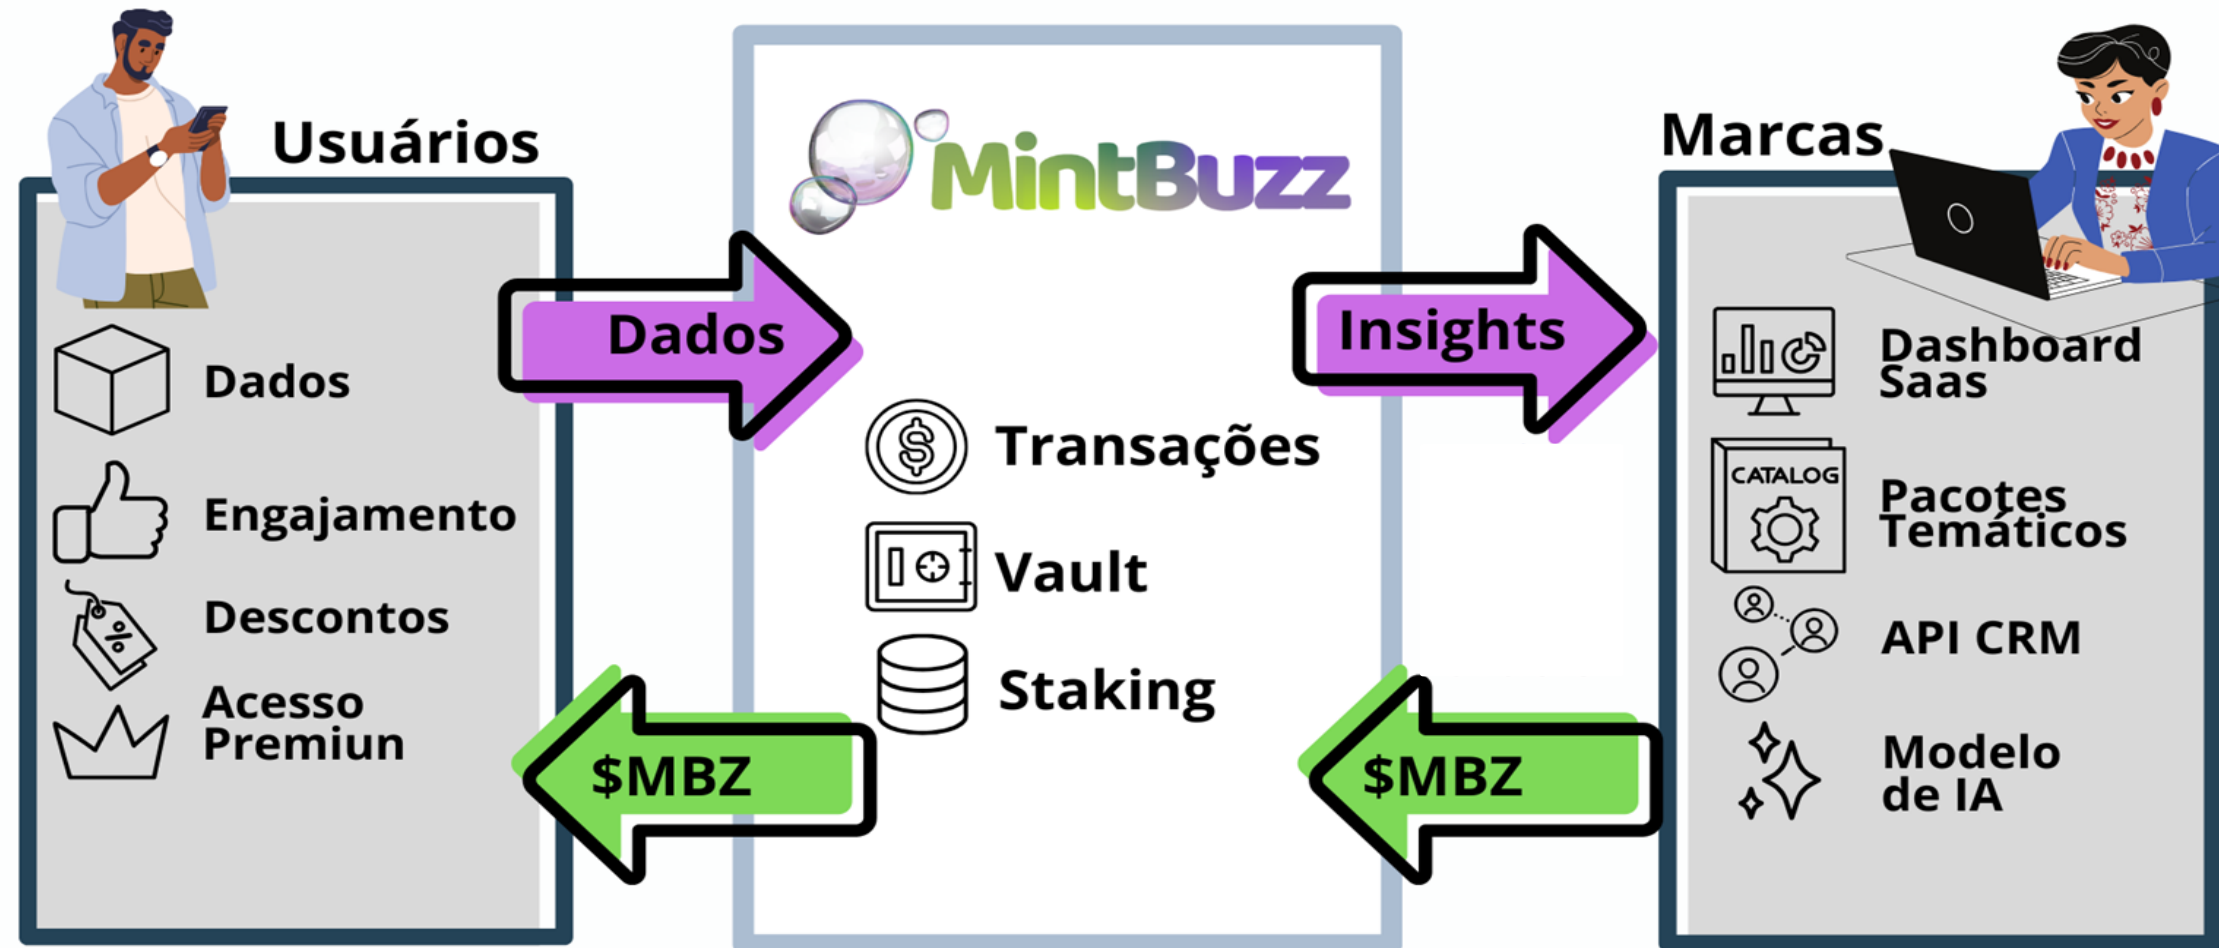 Usuários
Dados
Engajamento
Descontos
Acesso
Premiun
Dados
$MBZ
MintBuzz
Transações
Vault
Staking
Insights
$MBZ
Marcas
Dashboard
Saas
CATALOG
Pacotes
Temáticos
API CRM
Modelo
de IA